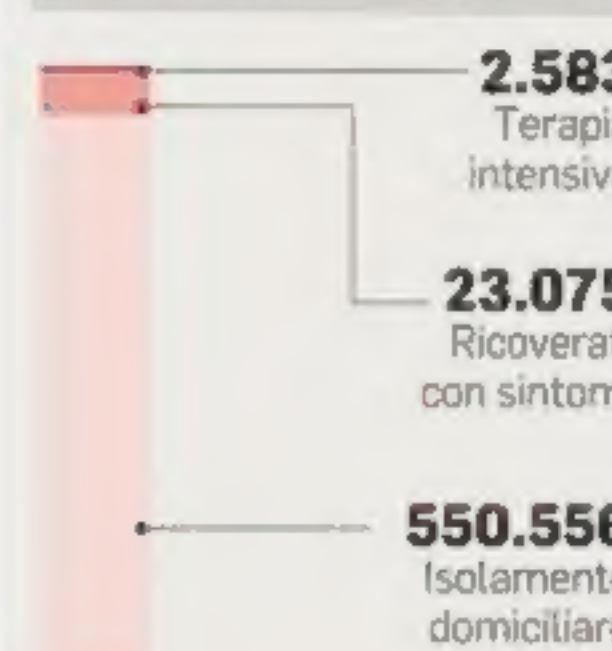 2.583
Terapi
intensiv
23.075
Ricoverat
con sintom
550.556
Isolament
domiciliar